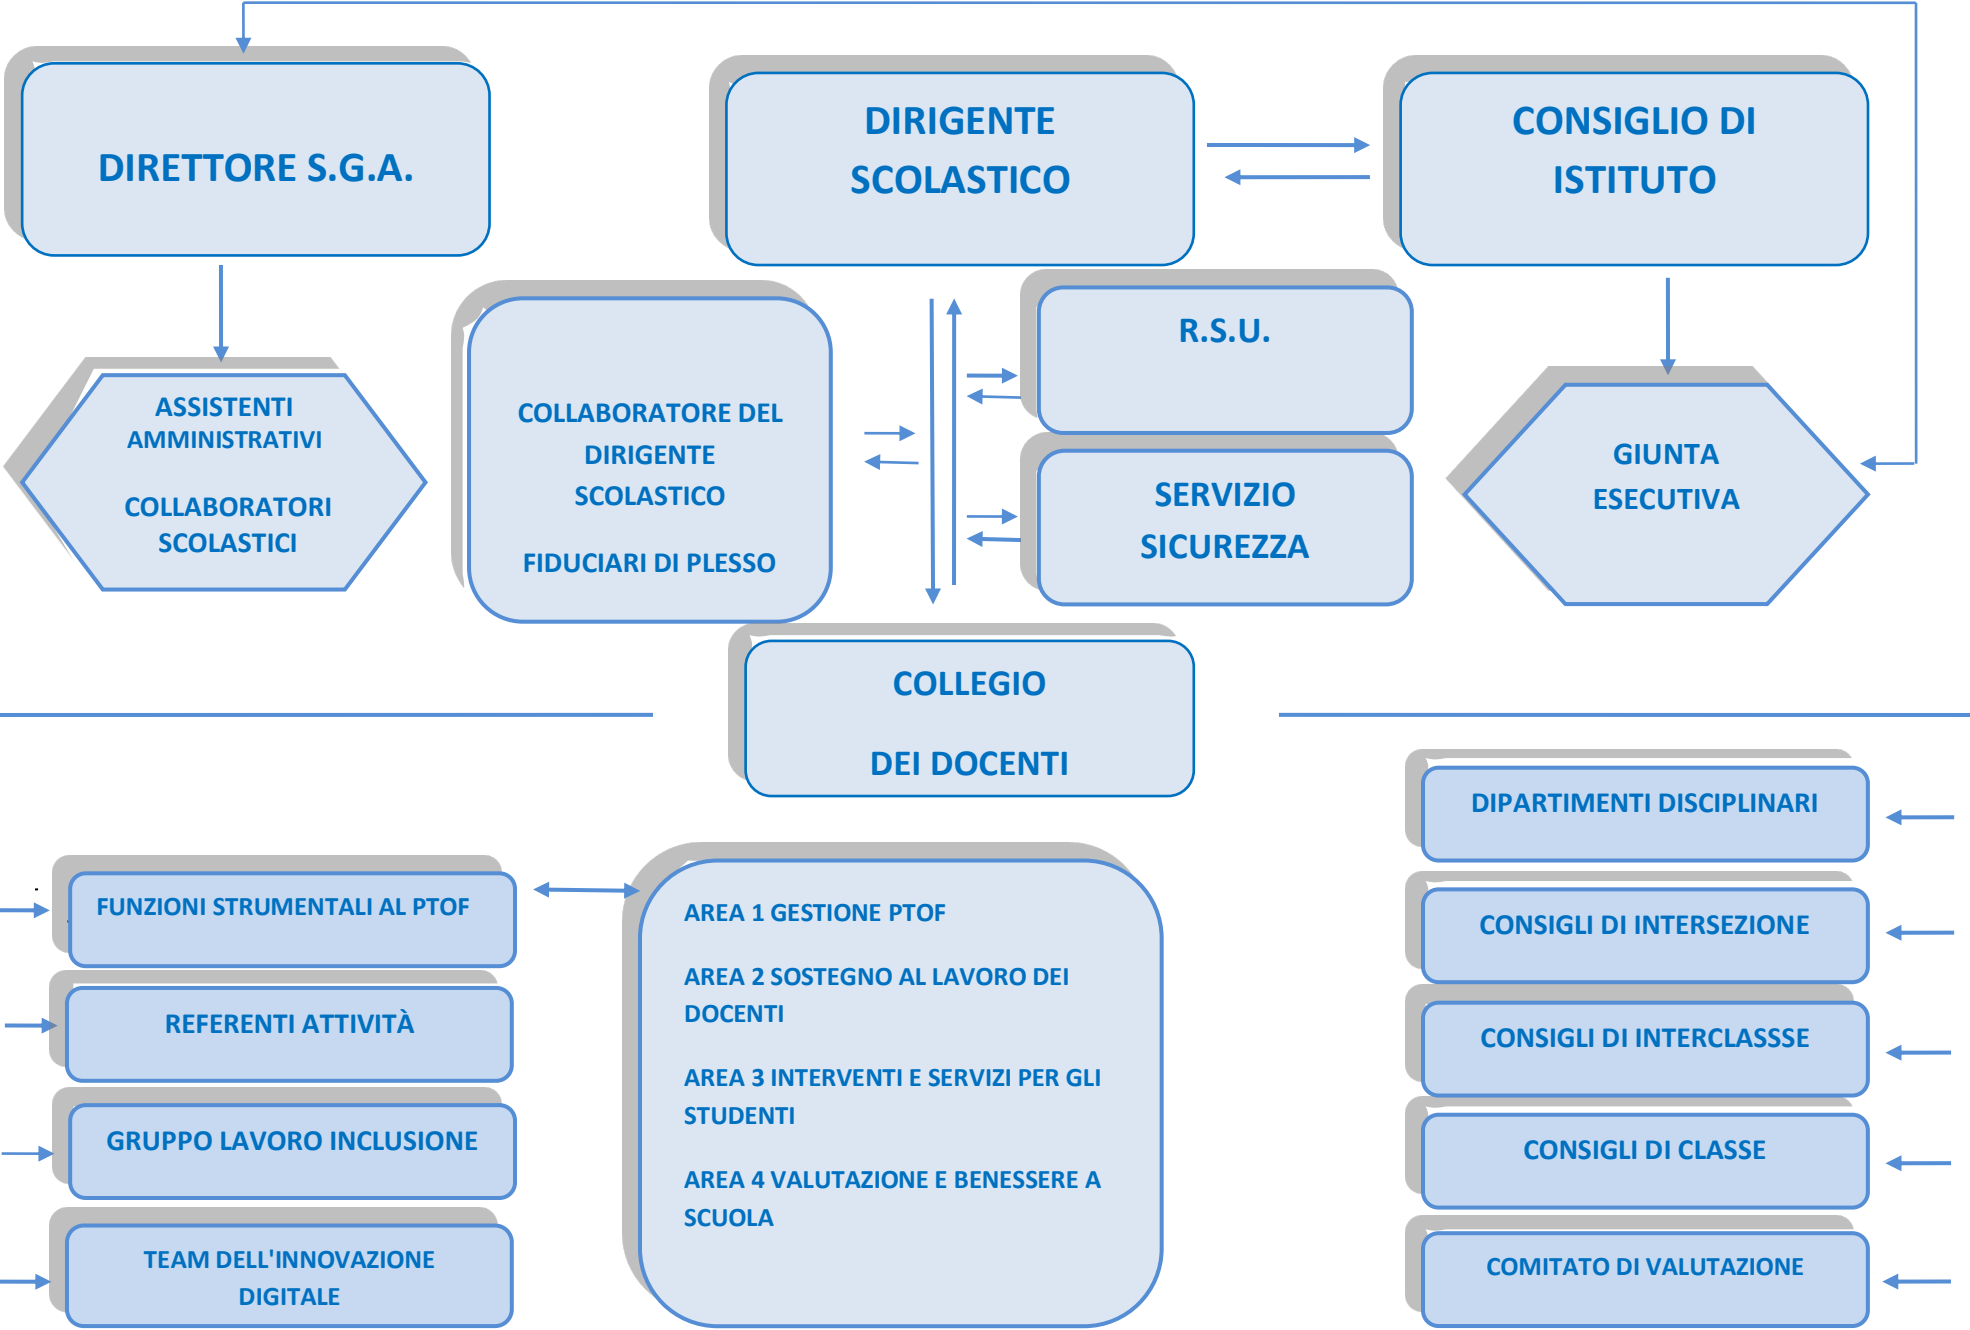 DIRETTORE S.G.A.
DIRIGENTE
SCOLASTICO
CONSIGLIO DI
ISTITUTO
ASSISTENTI
AMMINISTRATIVI
COLLABORATORI
SCOLASTICI
COLLABORATORE DEL
DIRIGENTE
SCOLASTICO
FIDUCIARI DI PLESSO
R.S.U.
SERVIZIO
SICUREZZA
GIUNTA
ESECUTIVA
COLLEGIO
DEI DOCENTI
FUNZIONI STRUMENTALI AL PTOF
REFERENTI ATTIVITÀ
GRUPPO LAVORO INCLUSIONE
TEAM DELL'INNOVAZIONE
DIGITALE
AREA 1 GESTIONE PTOF
AREA 2 SOSTEGNO AL LAVORO DEI
DOCENTI
AREA 3 INTERVENTI E SERVIZI PER GLI
STUDENTI
AREA 4 VALUTAZIONE E BENESSERE A
SCUOLA
DIPARTIMENTI DISCIPLINARI
CONSIGLI DI INTERSEZIONE
CONSIGLI DI INTERCLASSSE
CONSIGLI DI CLASSE
COMITATO DI VALUTAZIONE